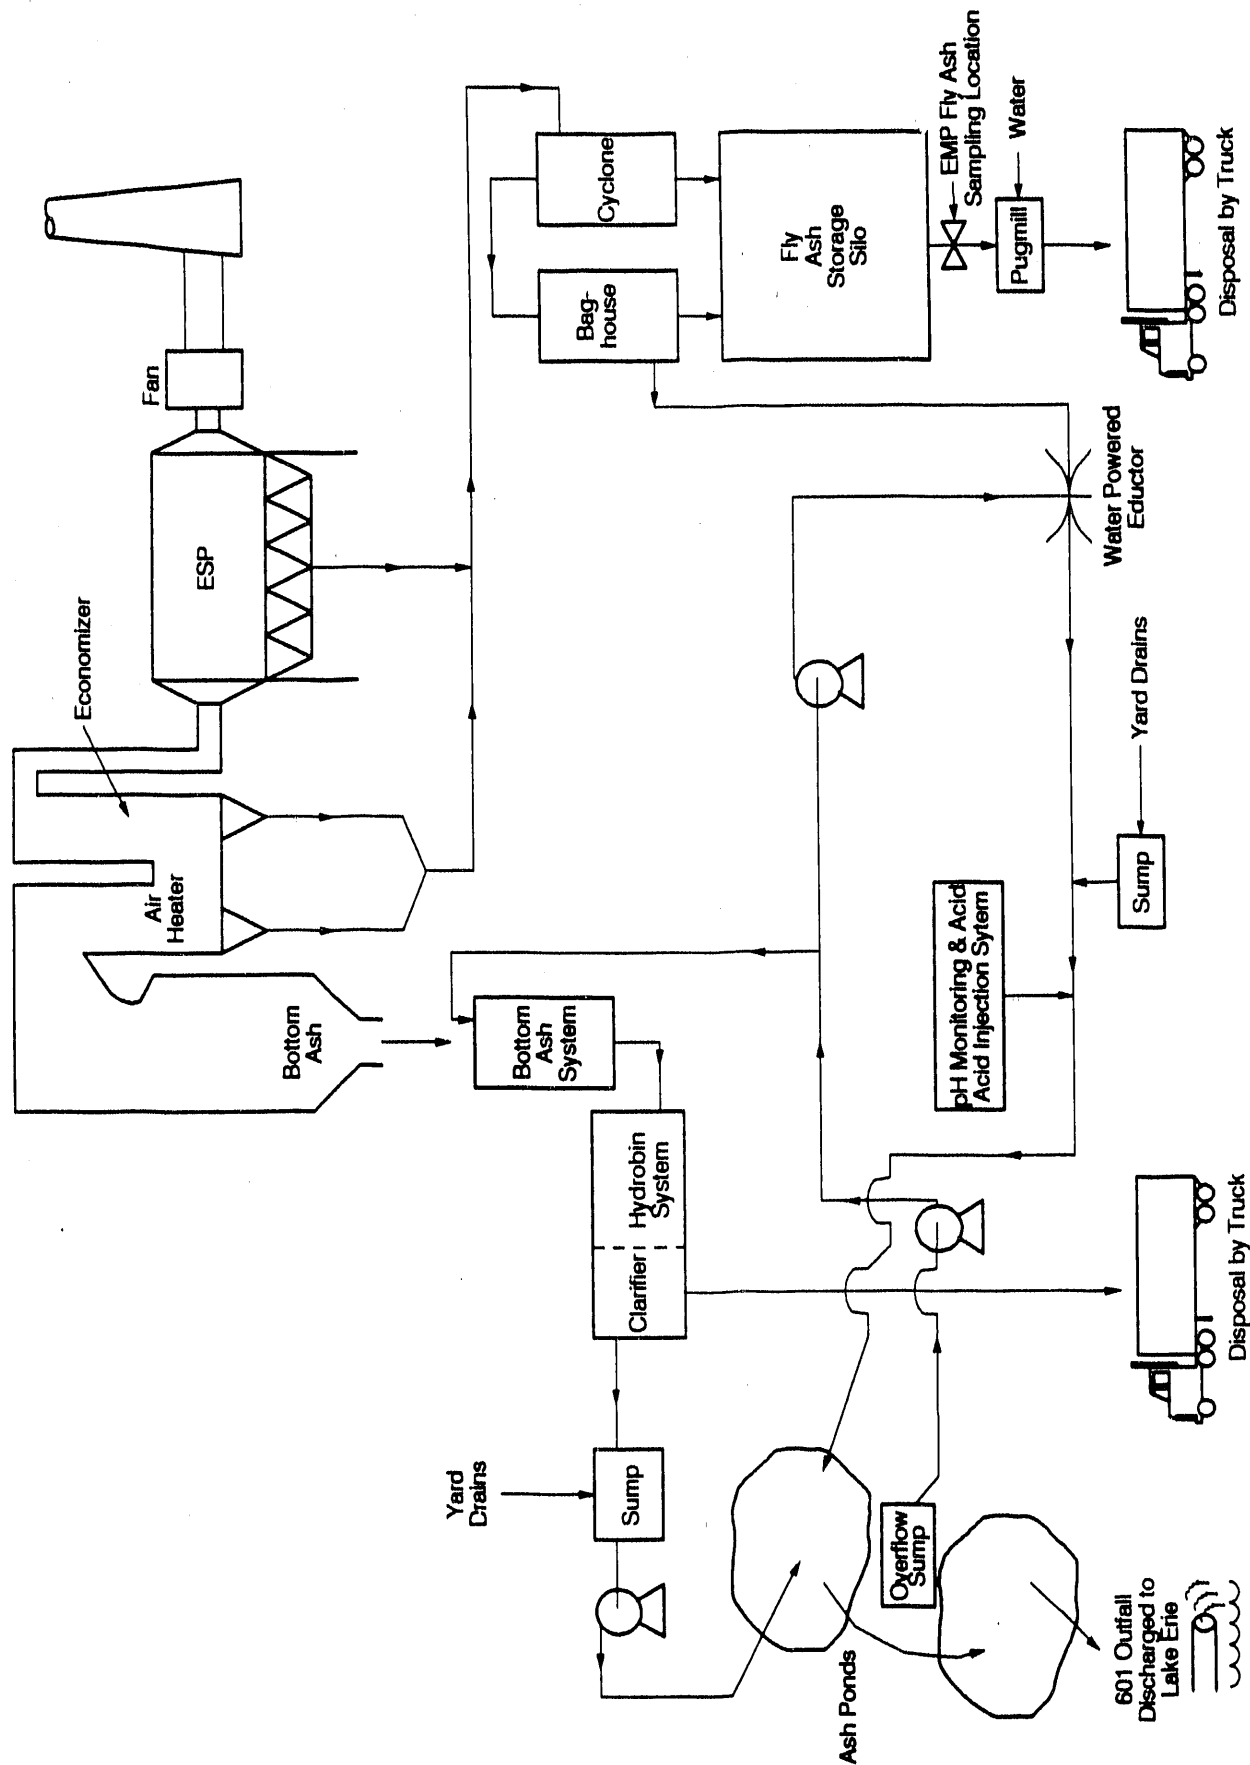 Economizer
Air
Heater
ESP
Fan
Bottom
Ash
Bottom
Ash
System
Hydrobin
System
Clarifier
Yard
Drains
Sump
Cyclone
Bag-
house
Fly
Ash
Storage
Silo
EMP Fly Ash
Sampling Location
Pugmill
Water
Disposal by Truck
Water Powered
Eductor
Yard Drains
Sump
pH Monitoring & Acid
Acid Injection Sytem
Disposal by Truck
Overflow
Sump
Ash Ponds
601 Outfall
Discharged to
Lake Erie